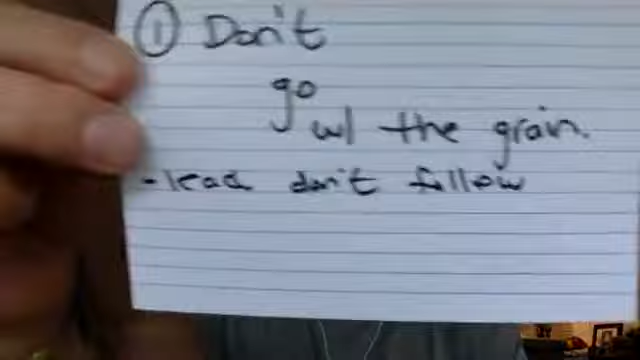 ① Don't
go
w/ the grain.
- lead don't follow